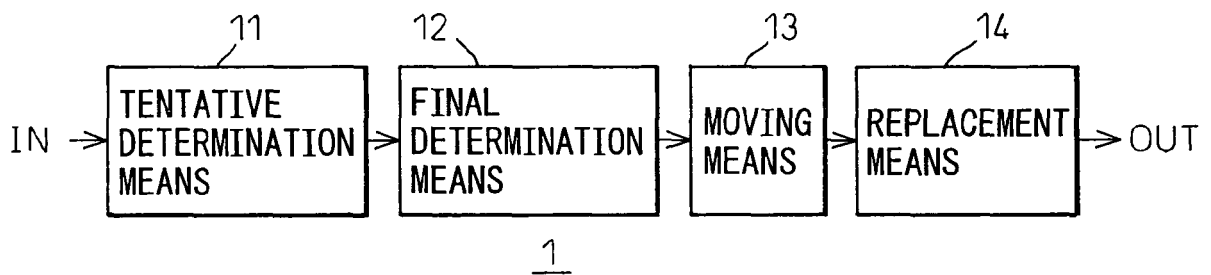 11 12 13 14
IN TENTATIVE DETERMINATION MEANS FINAL DETERMINATION MEANS MOVING MEANS REPLACEMENT MEANS OUT
1